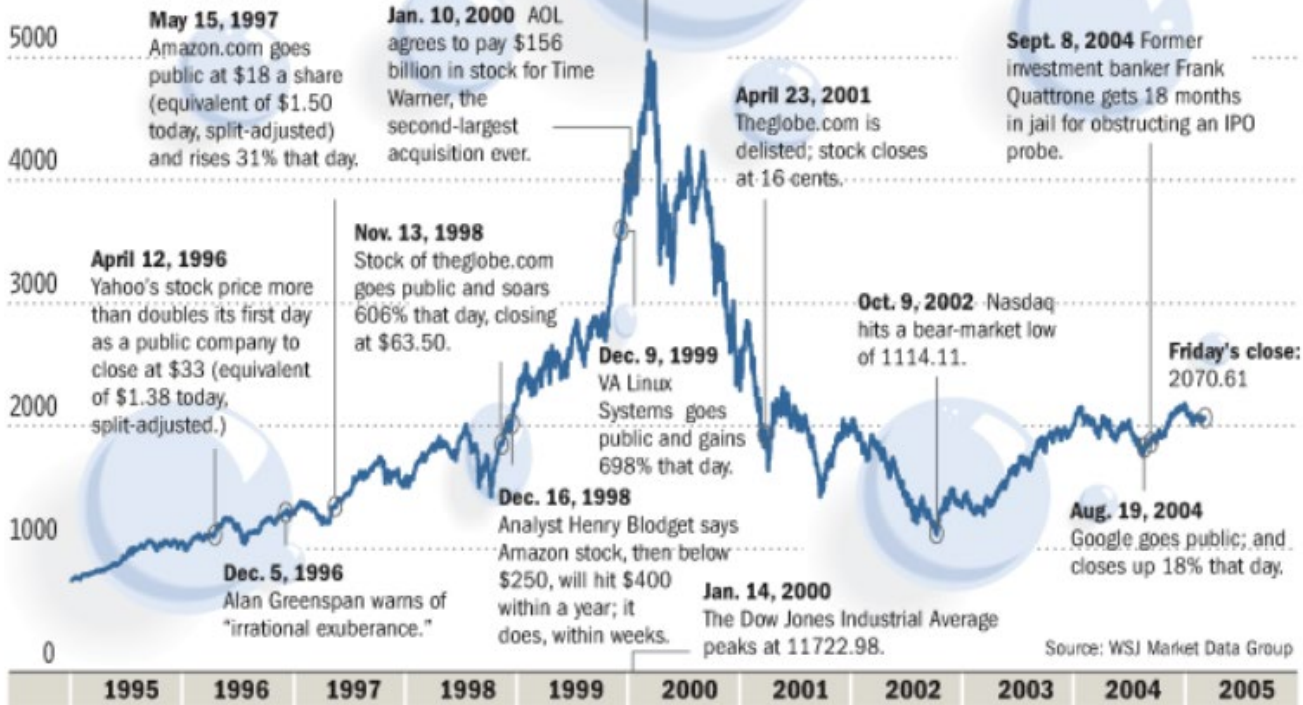 5000
4000
3000
2000
1000
0
May 15, 1997
Amazon.com goes
public at $18 a share
(equivalent of $1.50
today, split-adjusted)
and rises 31% that day.
Jan. 10, 2000 AOL
agrees to pay $156
billion in stock for Time
Warner, the
second-largest
acquisition ever.
April 23, 2001
Theglobe.com is
delisted; stock closes
at 16 cents.
Sept. 8, 2004 Former
investment banker Frank
Quattrone gets 18 months
in jail for obstructing an IPO
probe.
April 12, 1996
Yahoo's stock price more
than doubles its first day
as a public company to
close at $33 (equivalent
of $1.38 today,
split-adjusted.)
Nov. 13, 1998
Stock of theglobe.com
goes public and soars
606% that day, closing
at $63.50.
Dec. 9, 1999
VA Linux
Systems goes
public and gains
698% that day.
Oct. 9, 2002 Nasdaq
hits a bear-market low
of 1114.11.
Friday's close:
2070.61
Dec. 5, 1996
Alan Greenspan warns of
"irrational exuberance."
Dec. 16, 1998
Analyst Henry Blodget says
Amazon stock, then below
$250, will hit $400
within a year; it
does, within weeks.
Jan. 14, 2000
The Dow Jones Industrial Average
peaks at 11722.98.
Aug. 19, 2004
Google goes public; and
closes up 18% that day.
Source: WSJ Market Data Group
1995 1996 1997 1998 1999 2000 2001 2002 2003 2004 2005